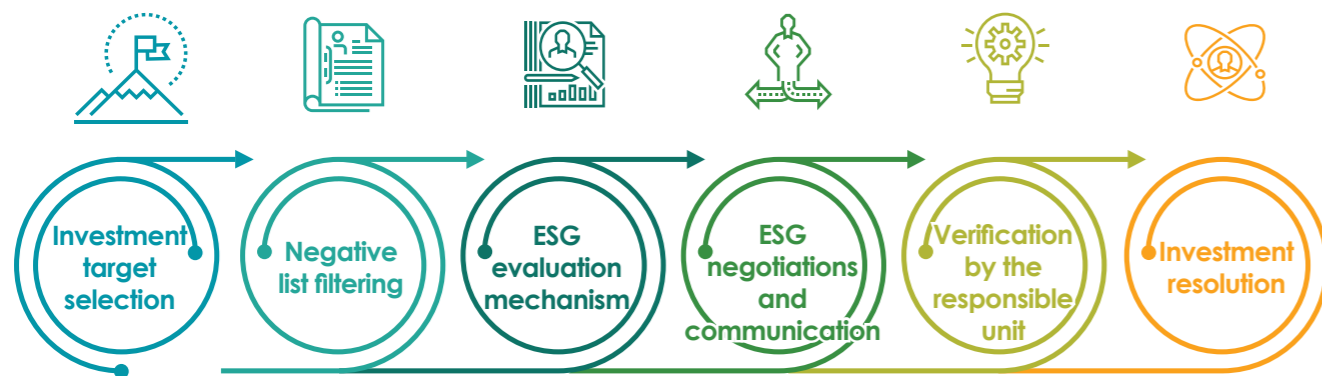 Investment
target
selection
Negative
list filtering
ESG
evaluation
mechanism
ESG
negotiations
and
communication
Verification
by the
responsible
unit
Investment
resolution